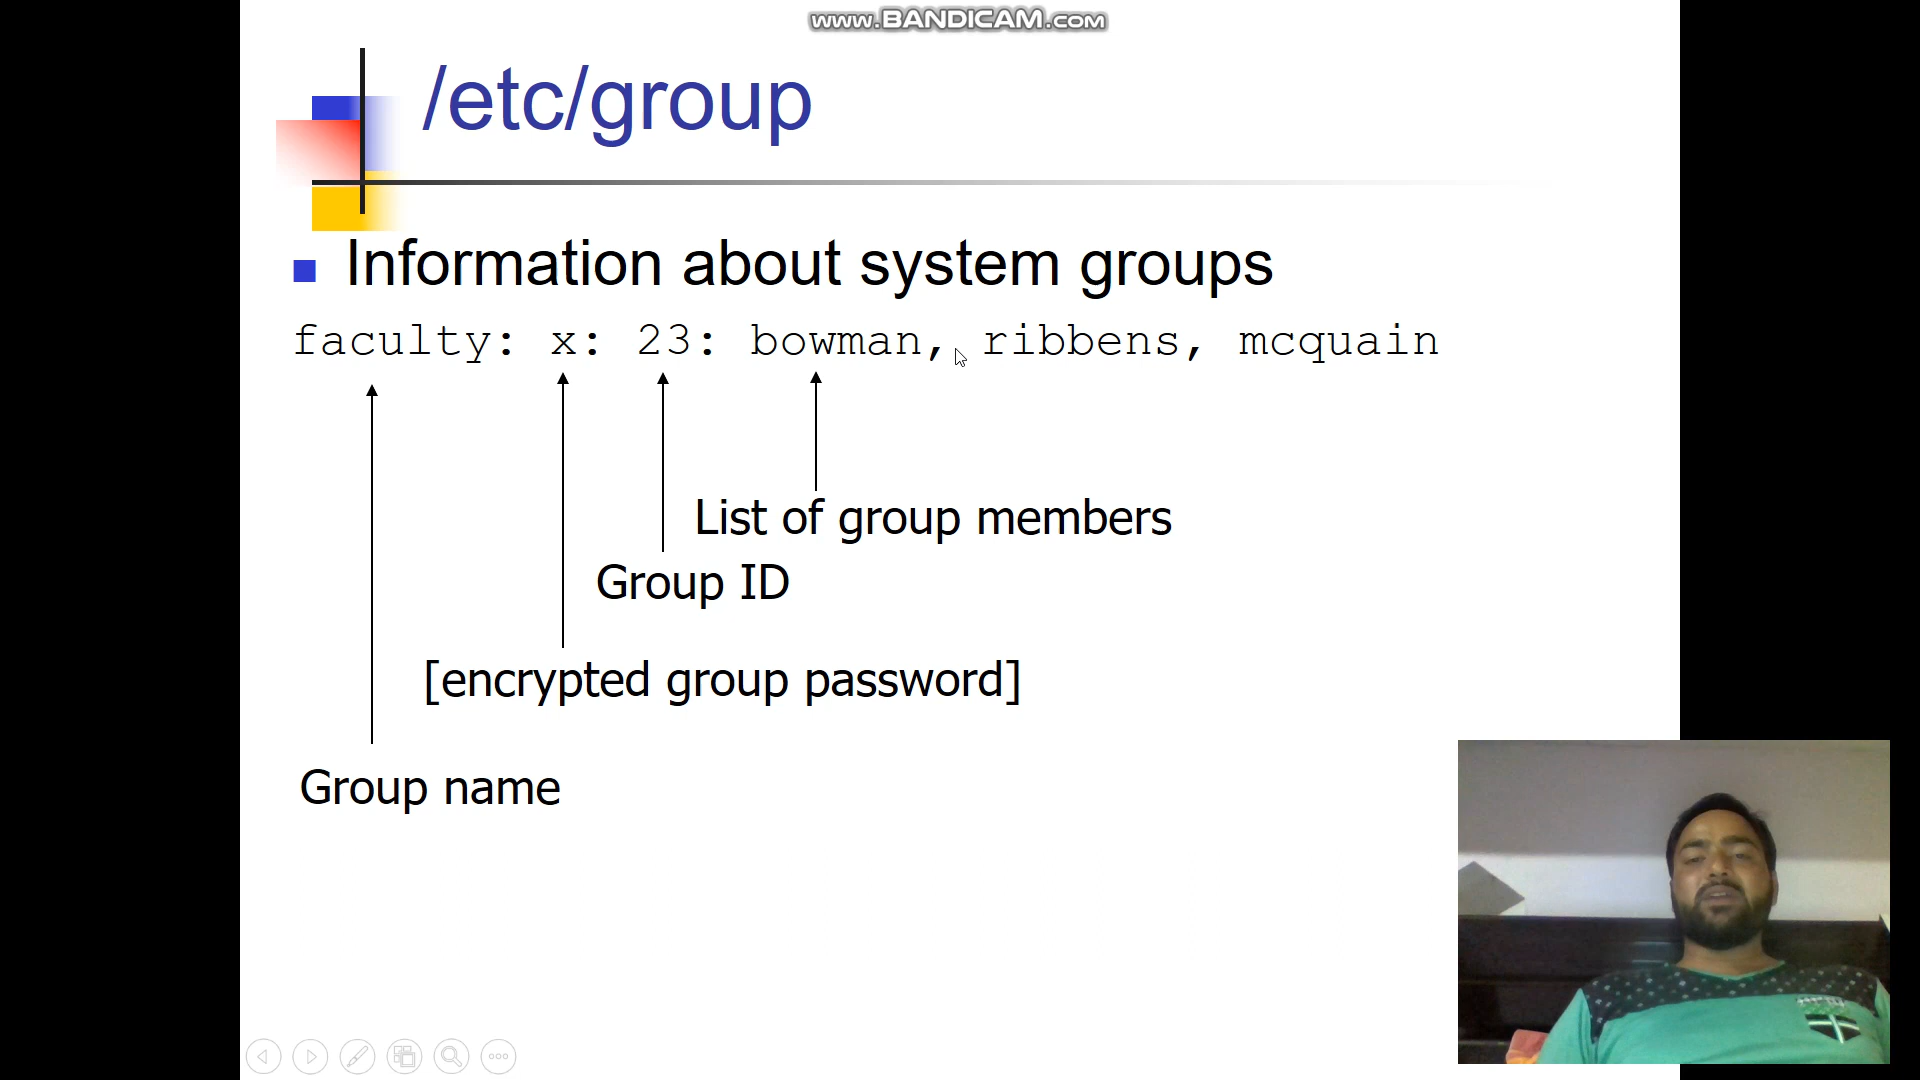 www.BANDICAM.com
/etc/group
Information about system groups
faculty: x: 23: bowman, ribbens, mcquain
List of group members
Group ID
[encrypted group password]
Group name